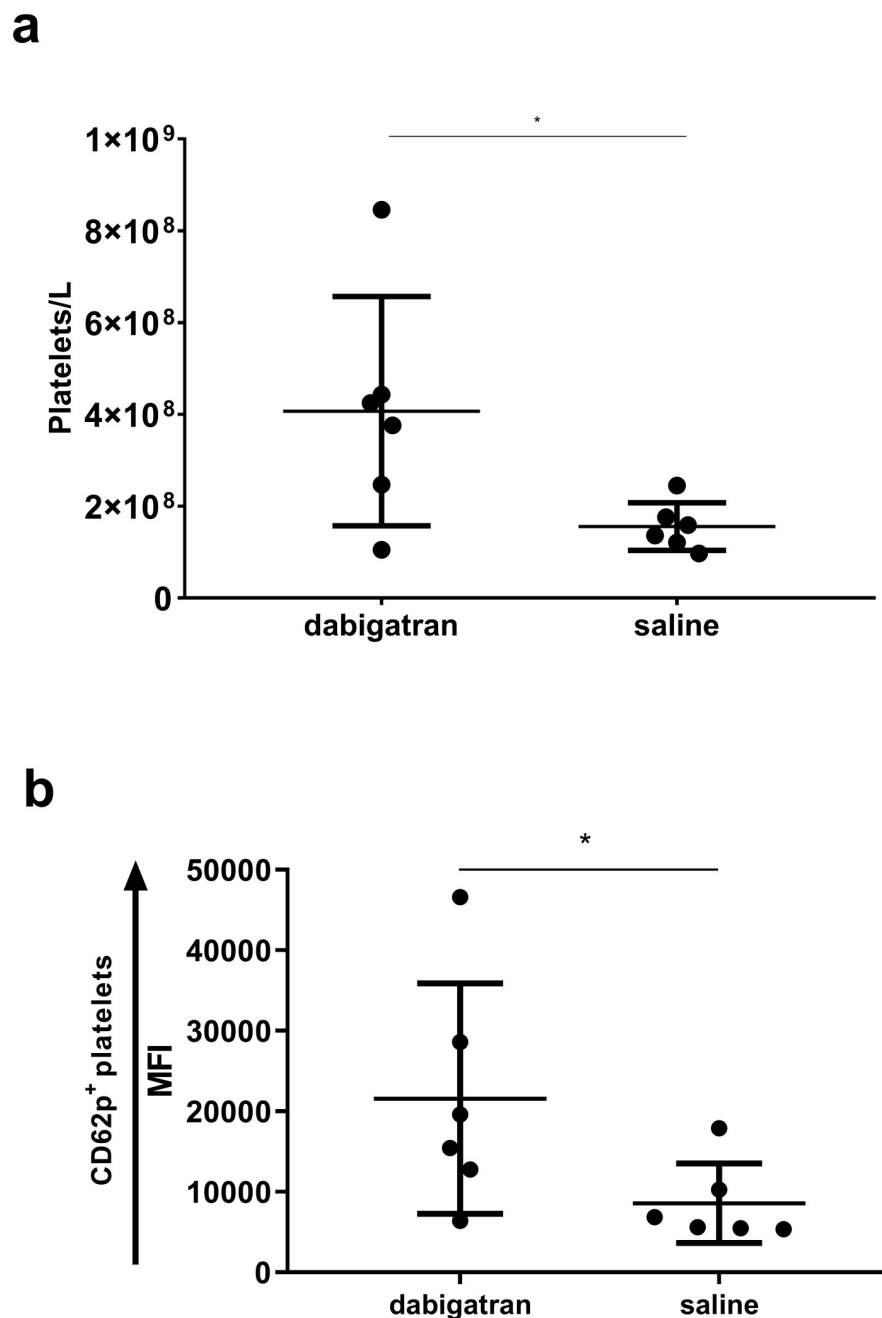 a
*
1×10⁹
8×10⁸
6×10⁸
4×10⁸
2×10⁸
0
Platelets/L
dabigatran saline
b
*
50000
40000
30000
20000
10000
0
CD62p⁺ platelets
MFI
dabigatran saline